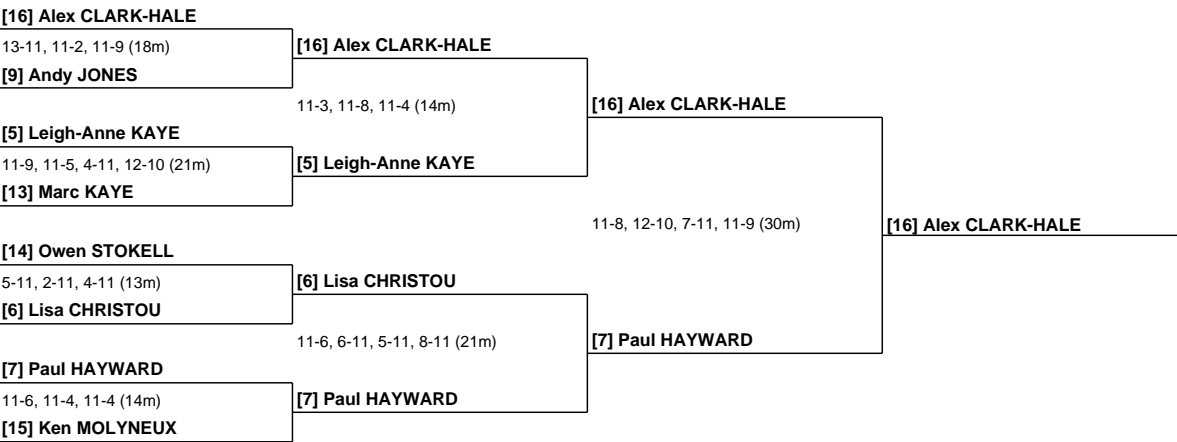 [16] Alex CLARK-HALE
13-11, 11-2, 11-9 (18m)
[9] Andy JONES
[5] Leigh-Anne KAYE
11-9, 11-5, 4-11, 12-10 (21m)
[13] Marc KAYE
[14] Owen STOKELL
5-11, 2-11, 4-11 (13m)
[6] Lisa CHRISTOU
[7] Paul HAYWARD
11-6, 11-4, 11-4 (14m)
[15] Ken MOLYNEUX
[16] Alex CLARK-HALE
11-3, 11-8, 11-4 (14m)
[5] Leigh-Anne KAYE
[6] Lisa CHRISTOU
11-6, 6-11, 5-11, 8-11 (21m)
[7] Paul HAYWARD
[16] Alex CLARK-HALE
11-8, 12-10, 7-11, 11-9 (30m)
[7] Paul HAYWARD
[16] Alex CLARK-HALE